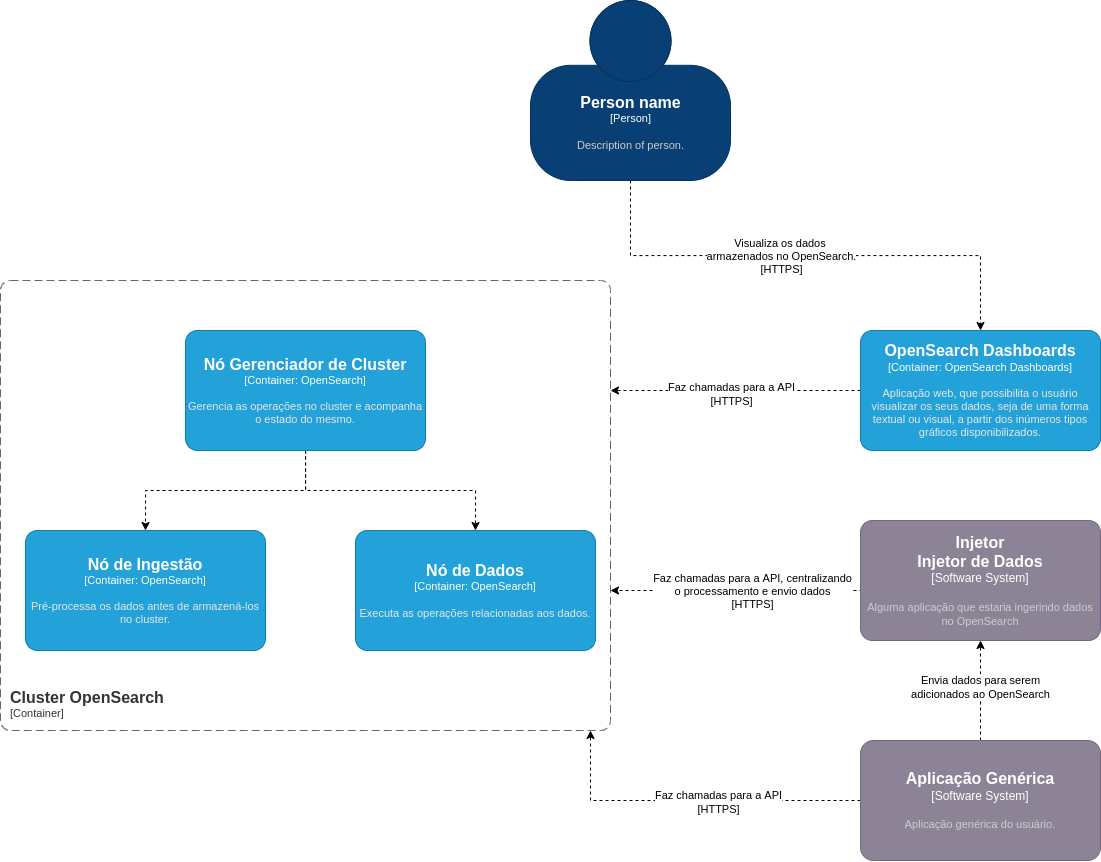 Person name
[Person]
Description of person.
Visualiza os dados
armazenados no OpenSearch.
[HTTPS]
Nó Gerenciador de Cluster
[Container: OpenSearch]
Gerencia as operações no cluster e acompanha
o estado do mesmo.
Faz chamadas para a API
[HTTPS]
OpenSearch Dashboards
[Container: OpenSearch Dashboards]
Aplicação web, que possibilita o usuário
visualizar os seus dados, seja de uma forma
textual ou visual, a partir dos inúmeros tipos
gráficos disponibilizados.
Nó de Ingestão
[Container: OpenSearch]
Pré-processa os dados antes de armazená-los
no cluster.
Nó de Dados
[Container: OpenSearch]
Executa as operações relacionadas aos dados.
Faz chamadas para a API, centralizando
o processamento e envio dados
[HTTPS]
Injetor
Injetor de Dados
[Software System]
Alguma aplicação que estaria ingerindo dados
no OpenSearch
Cluster OpenSearch
[Container]
Envia dados para serem
adicionados ao OpenSearch
Faz chamadas para a API
[HTTPS]
Aplicação Genérica
[Software System]
Aplicação genérica do usuário.